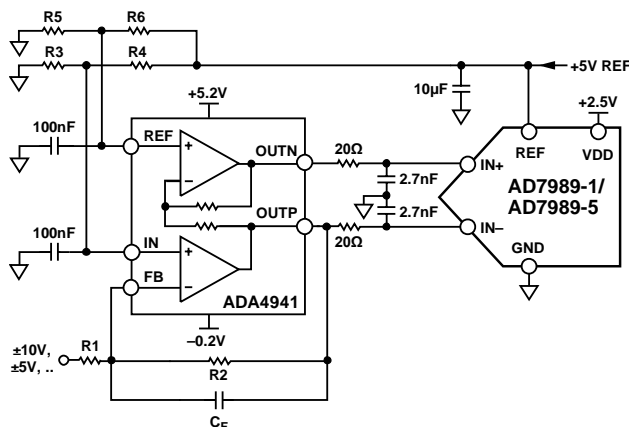 R5
R6
R3
R4
+5V REF
10µF
+5.2V
+2.5V
100nF
REF
OUTN
20Ω
IN+
REF
VDD
2.7nF
AD7989-1/
AD7989-5
2.7nF
OUTP
100nF
IN
20Ω
IN–
FB
GND
ADA4941
–0.2V
±10V,
±5V, ..
R1
R2
CF